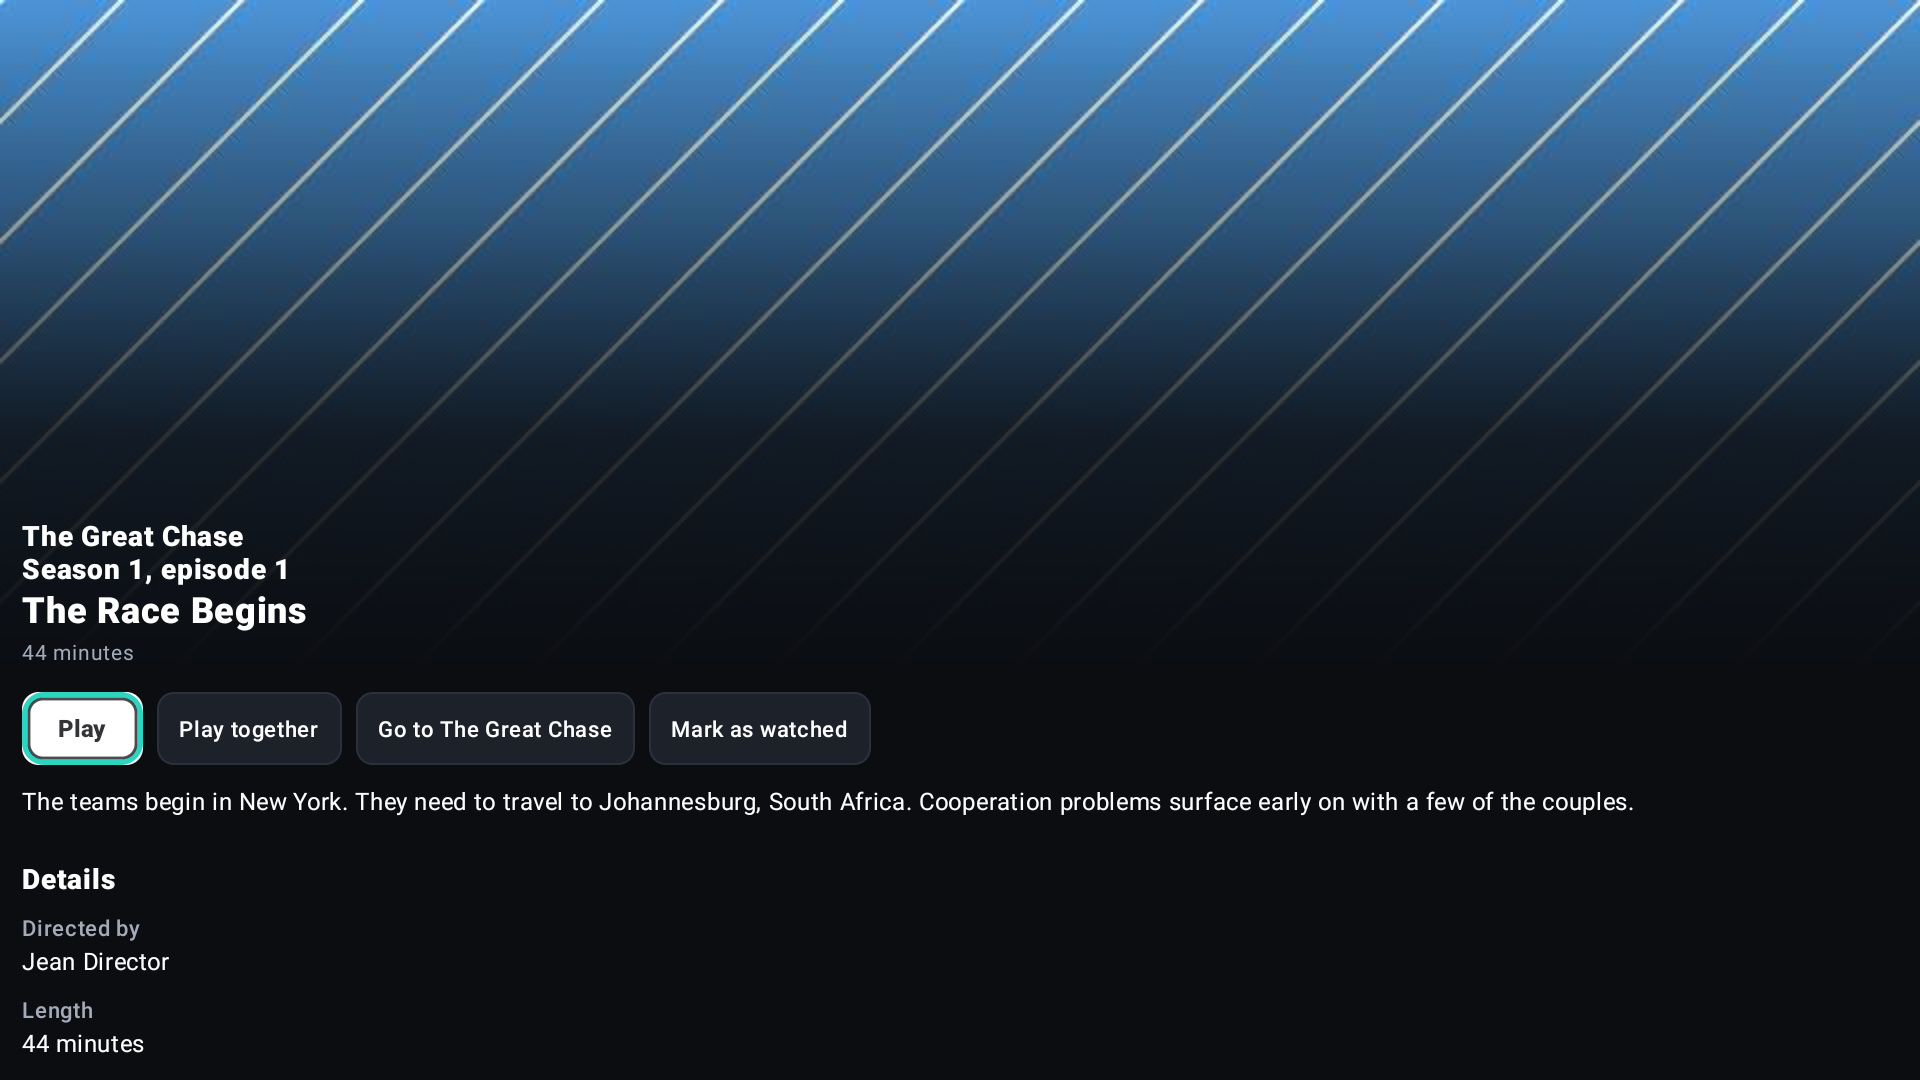 The Great Chase
Season 1, episode 1
The Race Begins
44 minutes
Play
Play together
Go to The Great Chase
Mark as watched
The teams begin in New York. They need to travel to Johannesburg, South Africa. Cooperation problems surface early on with a few of the couples.
Details
Directed by
Jean Director
Length
44 minutes